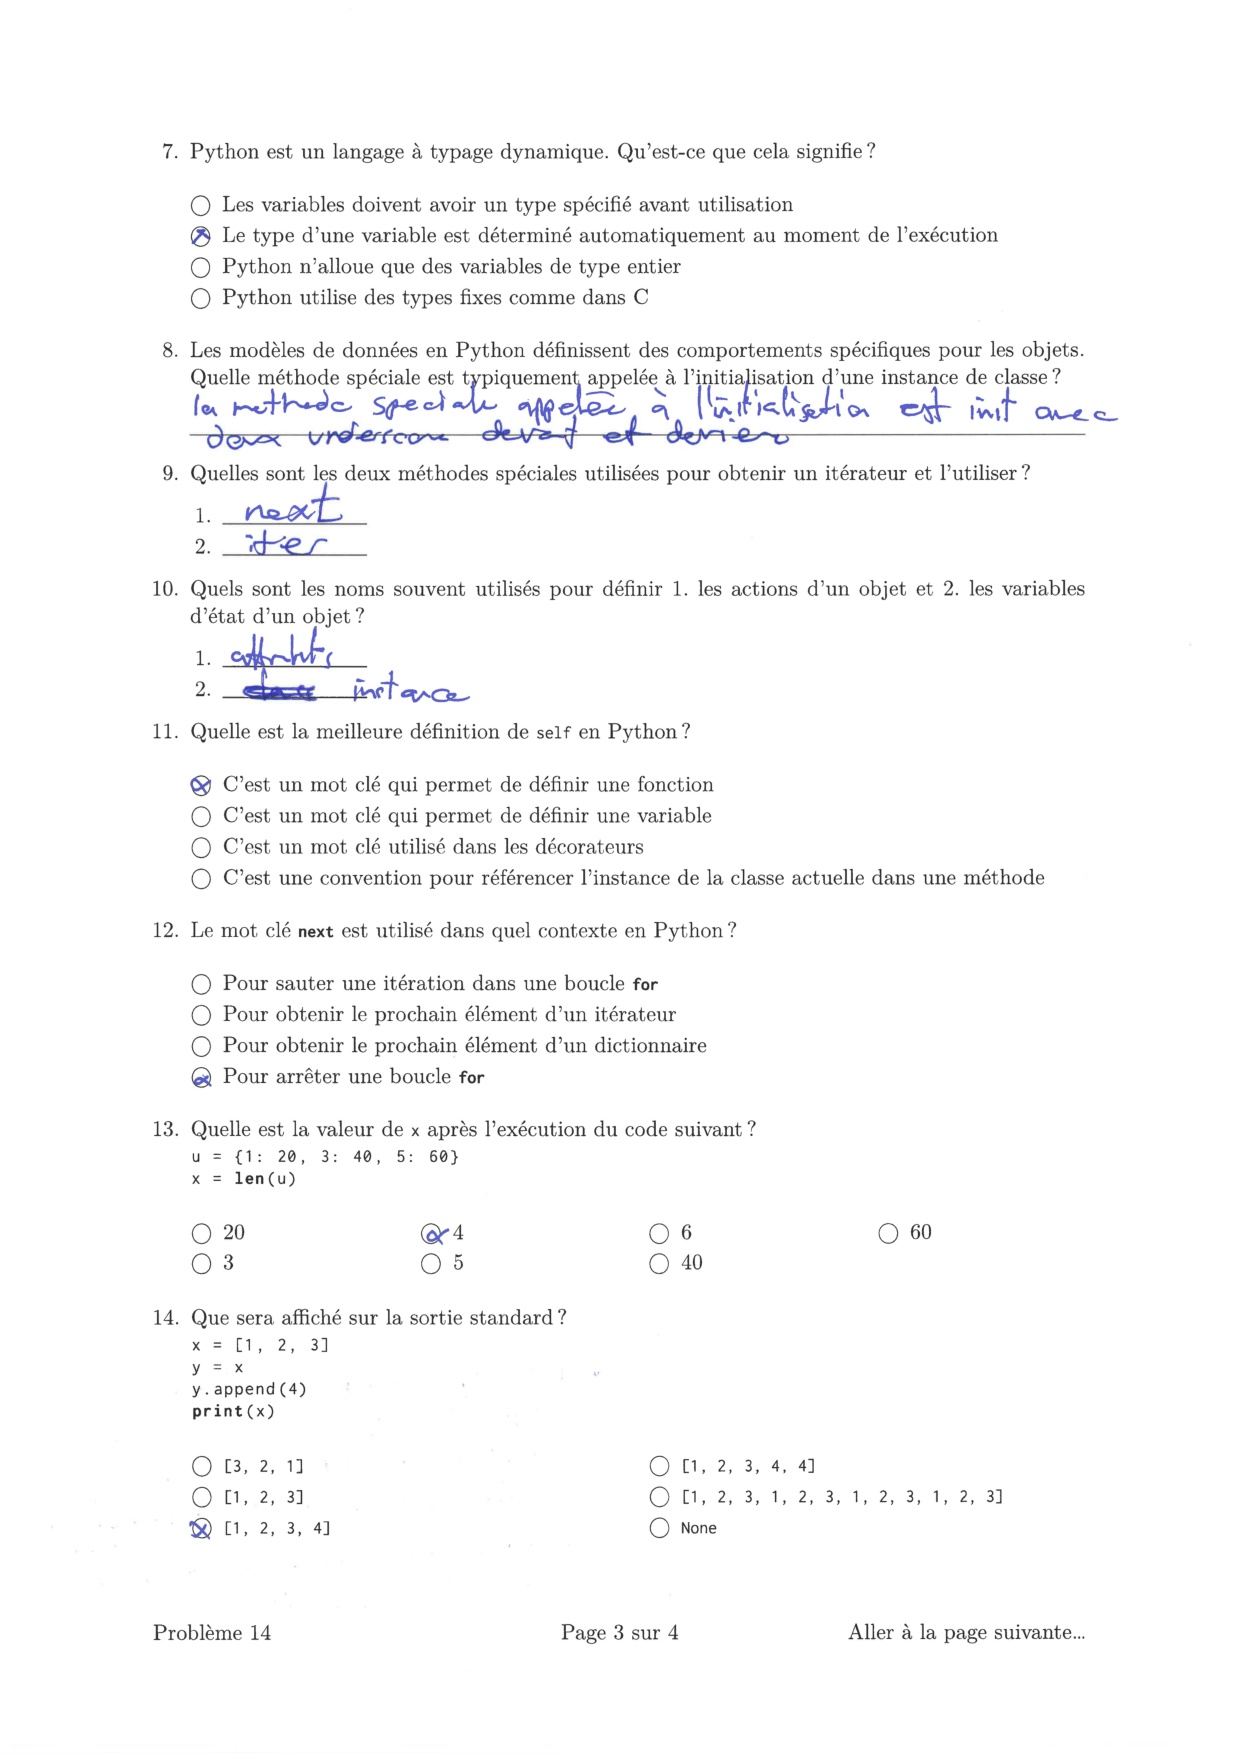 7. Python est un langage à typage dynamique. Qu'est-ce que cela signifie ?
Les variables doivent avoir un type spécifié avant utilisation
Le type d'une variable est déterminé automatiquement au moment de l'exécution
Python n'alloue que des variables de type entier
Python utilise des types fixes comme dans C
8. Les modèles de données en Python définissent des comportements spécifiques pour les objets.
Quelle méthode spéciale est typiquement appelée à l'initialisation d'une instance de classe ?
la methode speciale appelée à l'initialisation est init avec
deux underscore devant et derriere
9. Quelles sont les deux méthodes spéciales utilisées pour obtenir un itérateur et l'utiliser ?
1. next
2. iter
10. Quels sont les noms souvent utilisés pour définir 1. les actions d'un objet et 2. les variables
d'état d'un objet ?
1. attributs
2. instance
11. Quelle est la meilleure définition de self en Python ?
C'est un mot clé qui permet de définir une fonction
C'est un mot clé qui permet de définir une variable
C'est un mot clé utilisé dans les décorateurs
C'est une convention pour référencer l'instance de la classe actuelle dans une méthode
12. Le mot clé next est utilisé dans quel contexte en Python ?
Pour sauter une itération dans une boucle for
Pour obtenir le prochain élément d'un itérateur
Pour obtenir le prochain élément d'un dictionnaire
Pour arrêter une boucle for
13. Quelle est la valeur de x après l'exécution du code suivant ?
u = {1: 20, 3: 40, 5: 60}
x = len(u)
20 4 6 60
3 5 40
14. Que sera affiché sur la sortie standard ?
x = [1, 2, 3]
y = x
y.append(4)
print(x)
[3, 2, 1] [1, 2, 3, 4, 4]
[1, 2, 3] [1, 2, 3, 1, 2, 3, 1, 2, 3, 1, 2, 3]
[1, 2, 3, 4] None
Problème 14 Page 3 sur 4 Aller à la page suivante...